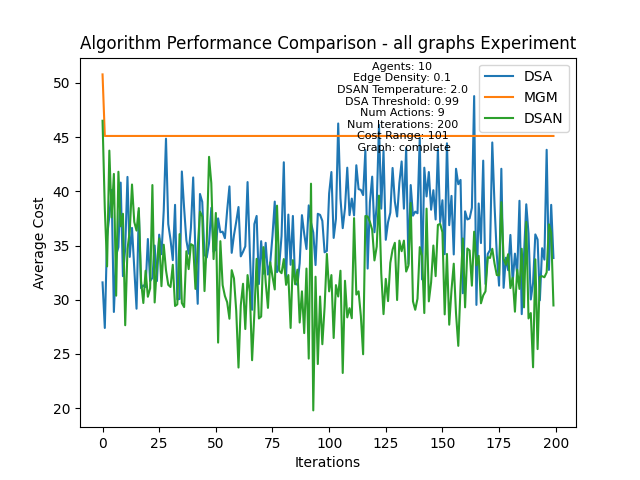 Algorithm Performance Comparison - all graphs Experiment
Agents: 10
Edge Density: 0.1
DSAN Temperature: 2.0
DSA Threshold: 0.99
Num Actions: 9
Num Iterations: 200
Cost Range: 101
Graph: complete
DSA
MGM
DSAN
Average Cost
50
45
40
35
30
25
20
0 25 50 75 100 125 150 175 200
Iterations